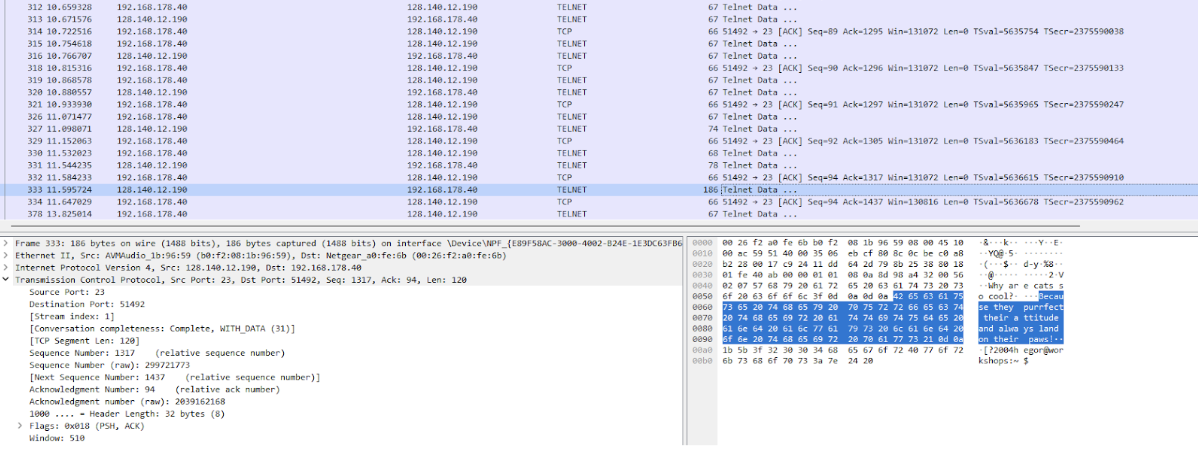 312 10.659328 192.168.178.40 128.140.12.190 TELNET 67 Telnet Data ...
313 10.671576 128.140.12.190 192.168.178.40 TELNET 67 Telnet Data ...
314 10.722516 192.168.178.40 128.140.12.190 TCP 66 51492 → 23 [ACK] Seq=89 Ack=1295 Win=131072 Len=0 TSval=5635754 TSecr=2375590038
315 10.754618 192.168.178.40 128.140.12.190 TELNET 67 Telnet Data ...
316 10.766707 128.140.12.190 192.168.178.40 TELNET 67 Telnet Data ...
318 10.815316 192.168.178.40 128.140.12.190 TCP 66 51492 → 23 [ACK] Seq=90 Ack=1296 Win=131072 Len=0 TSval=5635847 TSecr=2375590133
319 10.868578 192.168.178.40 128.140.12.190 TELNET 67 Telnet Data ...
320 10.880557 128.140.12.190 192.168.178.40 TELNET 67 Telnet Data ...
321 10.933930 192.168.178.40 128.140.12.190 TCP 66 51492 → 23 [ACK] Seq=91 Ack=1297 Win=131072 Len=0 TSval=5635965 TSecr=2375590247
326 11.071477 192.168.178.40 128.140.12.190 TELNET 67 Telnet Data ...
327 11.098071 128.140.12.190 192.168.178.40 TELNET 74 Telnet Data ...
329 11.152063 192.168.178.40 128.140.12.190 TCP 66 51492 → 23 [ACK] Seq=92 Ack=1305 Win=131072 Len=0 TSval=5636183 TSecr=2375590464
330 11.532023 192.168.178.40 128.140.12.190 TELNET 68 Telnet Data ...
331 11.544235 128.140.12.190 192.168.178.40 TELNET 78 Telnet Data ...
332 11.584233 192.168.178.40 128.140.12.190 TCP 66 51492 → 23 [ACK] Seq=94 Ack=1317 Win=131072 Len=0 TSval=5636615 TSecr=2375590910
333 11.595724 128.140.12.190 192.168.178.40 TELNET 186 Telnet Data ...
334 11.647029 192.168.178.40 128.140.12.190 TCP 66 51492 → 23 [ACK] Seq=94 Ack=1437 Win=130816 Len=0 TSval=5636678 TSecr=2375590962
378 13.825014 192.168.178.40 128.140.12.190 TELNET 67 Telnet Data ...
Frame 333: 186 bytes on wire (1488 bits), 186 bytes captured (1488 bits) on interface \Device\NPF_{E89F58AC-3000-4002-824E-1E3DC63FB6
Ethernet II, Src: AVMAudio_1b:96:59 (b0:f2:08:1b:96:59), Dst: Netgear_a0:fe:6b (00:26:f2:a0:fe:6b)
Internet Protocol Version 4, Src: 128.140.12.190, Dst: 192.168.178.40
Transmission Control Protocol, Src Port: 23, Dst Port: 51492, Seq: 1317, Ack: 94, Len: 120
Source Port: 23
Destination Port: 51492
[Stream index: 1]
[Conversation completeness: Complete, WITH_DATA (31)]
[TCP Segment Len: 120]
Sequence Number: 1317 (relative sequence number)
Sequence Number (raw): 299721773
[Next Sequence Number: 1437 (relative sequence number)]
Acknowledgment Number: 94 (relative ack number)
Acknowledgment number (raw): 2039162168
1000 .... = Header Length: 32 bytes (8)
Flags: 0x018 (PSH, ACK)
Window: 510
0000 00 26 f2 a0 fe 6b b0 f2 08 1b 96 59 08 00 45 10 ·&···k·· ···Y··E·
0010 00 ac 59 51 40 00 35 06 eb cf 80 8c 0c be c0 a8 ··YQ@·5· ········
0020 b2 28 00 17 c9 24 11 dd 64 2d 79 8b 25 38 80 18 ·(···$·· d-y·%8··
0030 01 fe 40 ab 00 00 01 01 08 0a 8d 98 a4 32 00 56 ··@····· ·····2·V
0040 02 07 57 68 79 20 61 72 65 20 63 61 74 73 20 73 ··Why ar e cats s
0050 6f 20 63 6f 6f 6c 3f 0d 0a 0d 0a 42 65 63 61 75 o cool?· ···Becau
0060 73 65 20 74 68 65 79 20 70 75 72 72 66 65 63 74 se they purrfect
0070 20 74 68 65 69 72 20 61 74 74 69 74 75 64 65 20 their a ttitude
0080 61 6e 64 20 61 6c 77 61 79 73 20 6c 61 6e 64 20 and alwa ys land
0090 6f 6e 20 74 68 65 69 72 20 70 61 77 73 21 0d 0a on their paws!··
00a0 1b 5b 3f 32 30 30 34 68 65 67 6f 72 40 77 6f 72 ·[?2004h egor@wor
00b0 6b 73 68 6f 70 73 3a 7e 24 20 kshops:~ $